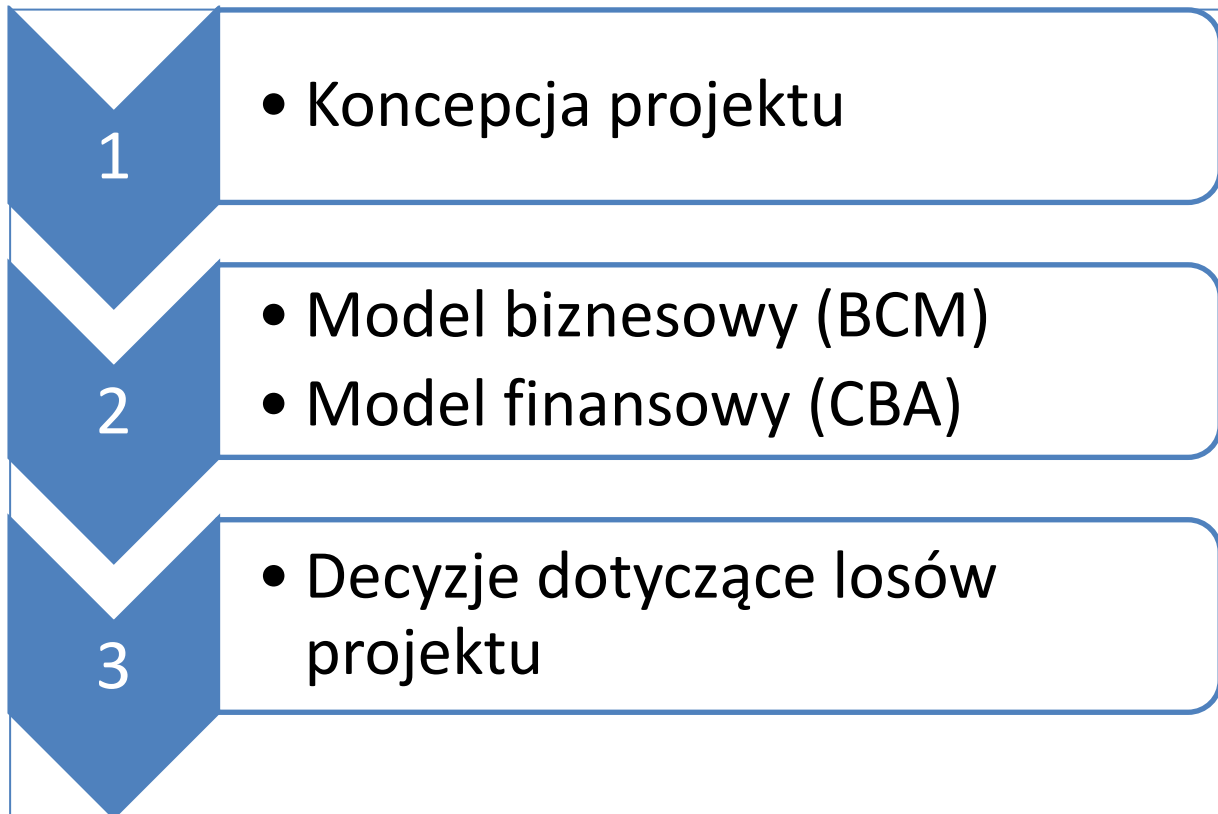 1
• Koncepcja projektu
2
• Model biznesowy (BCM)
• Model finansowy (CBA)
3
• Decyzje dotyczące losów
projektu